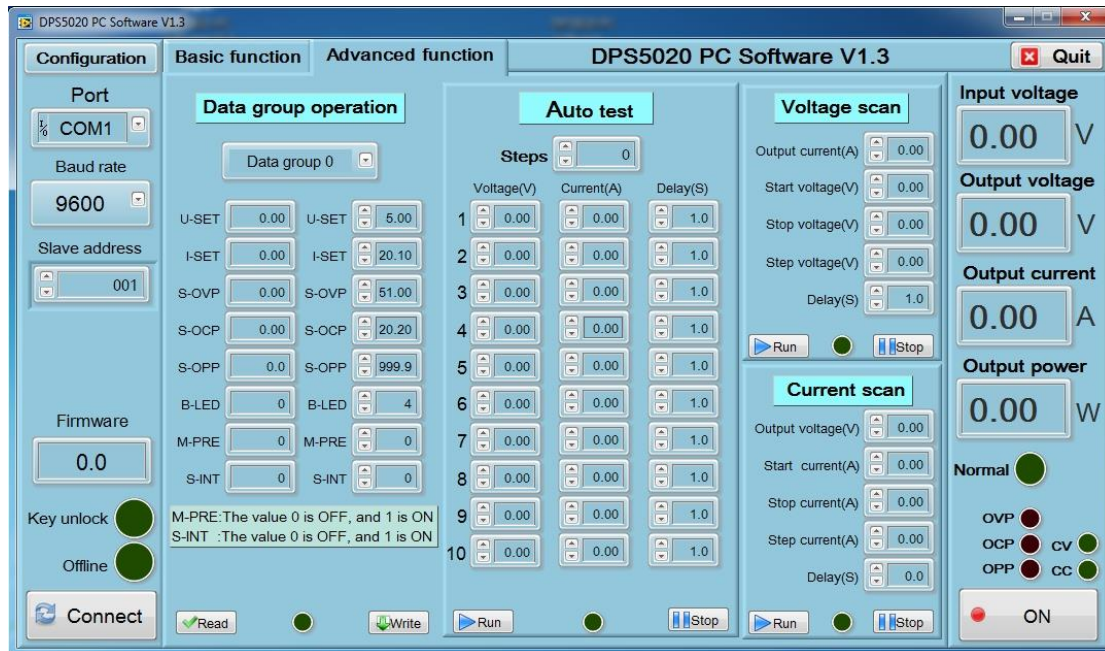 DPS5020 PC Software V1.3
Configuration
Basic function
Advanced function
DPS5020 PC Software V1.3
Quit
Port
COM1
Baud rate
9600
Slave address
001
Firmware
0.0
Key unlock
Offline
Connect
Data group operation
Data group 0
U-SET 0.00 U-SET 5.00
I-SET 0.00 I-SET 20.10
S-OVP 0.00 S-OVP 51.00
S-OCP 0.00 S-OCP 20.20
S-OPP 0.0 S-OPP 999.9
B-LED 0 B-LED 4
M-PRE 0 M-PRE 0
S-INT 0 S-INT 0
M-PRE:The value 0 is OFF, and 1 is ON
S-INT :The value 0 is OFF, and 1 is ON
Read Write
Auto test
Steps 0
Voltage(V) Current(A) Delay(S)
1 0.00 0.00 1.0
2 0.00 0.00 1.0
3 0.00 0.00 1.0
4 0.00 0.00 1.0
5 0.00 0.00 1.0
6 0.00 0.00 1.0
7 0.00 0.00 1.0
8 0.00 0.00 1.0
9 0.00 0.00 1.0
10 0.00 0.00 1.0
Run Stop
Voltage scan
Output current(A) 0.00
Start voltage(V) 0.00
Stop voltage(V) 0.00
Step voltage(V) 0.00
Delay(S) 1.0
Run Stop
Current scan
Output voltage(V) 0.00
Start current(A) 0.00
Stop current(A) 0.00
Step current(A) 0.00
Delay(S) 0.0
Run Stop
Input voltage
0.00 V
Output voltage
0.00 V
Output current
0.00 A
Output power
0.00 W
Normal
OVP
OCP CV
OPP CC
ON